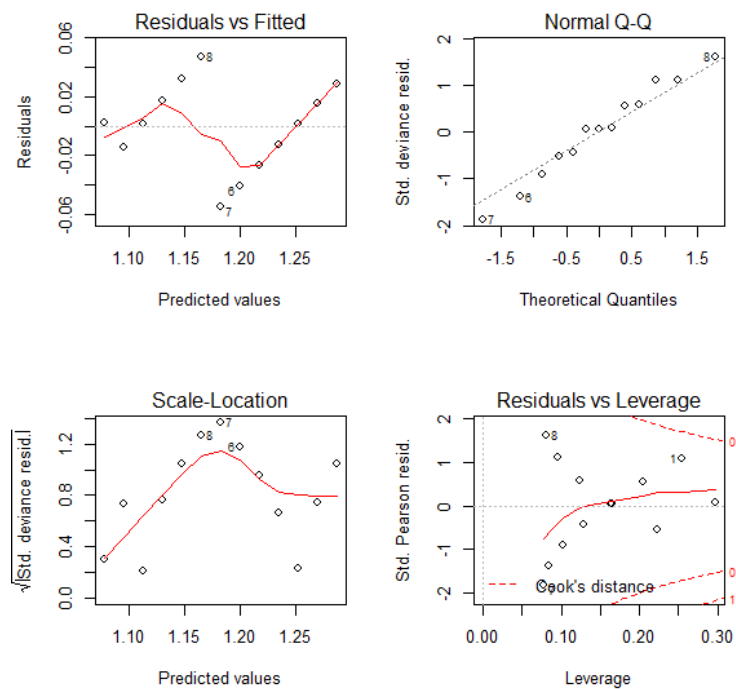 Residuals vs Fitted
Residuals
0.06
0.02
-0.02
-0.06
8
6
7
1.10 1.15 1.20 1.25
Predicted values
Normal Q-Q
Std. deviance resid.
2
1
0
-1
-2
8
6
7
-1.5 -0.5 0.5 1.5
Theoretical Quantiles
Scale-Location
√|Std. deviance resid.|
1.2
0.8
0.4
0.0
7
8
6
1.10 1.15 1.20 1.25
Predicted values
Residuals vs Leverage
Std. Pearson resid.
2
1
0
-1
-2
8
1
7
Cook's distance
1
0.00 0.10 0.20 0.30
Leverage